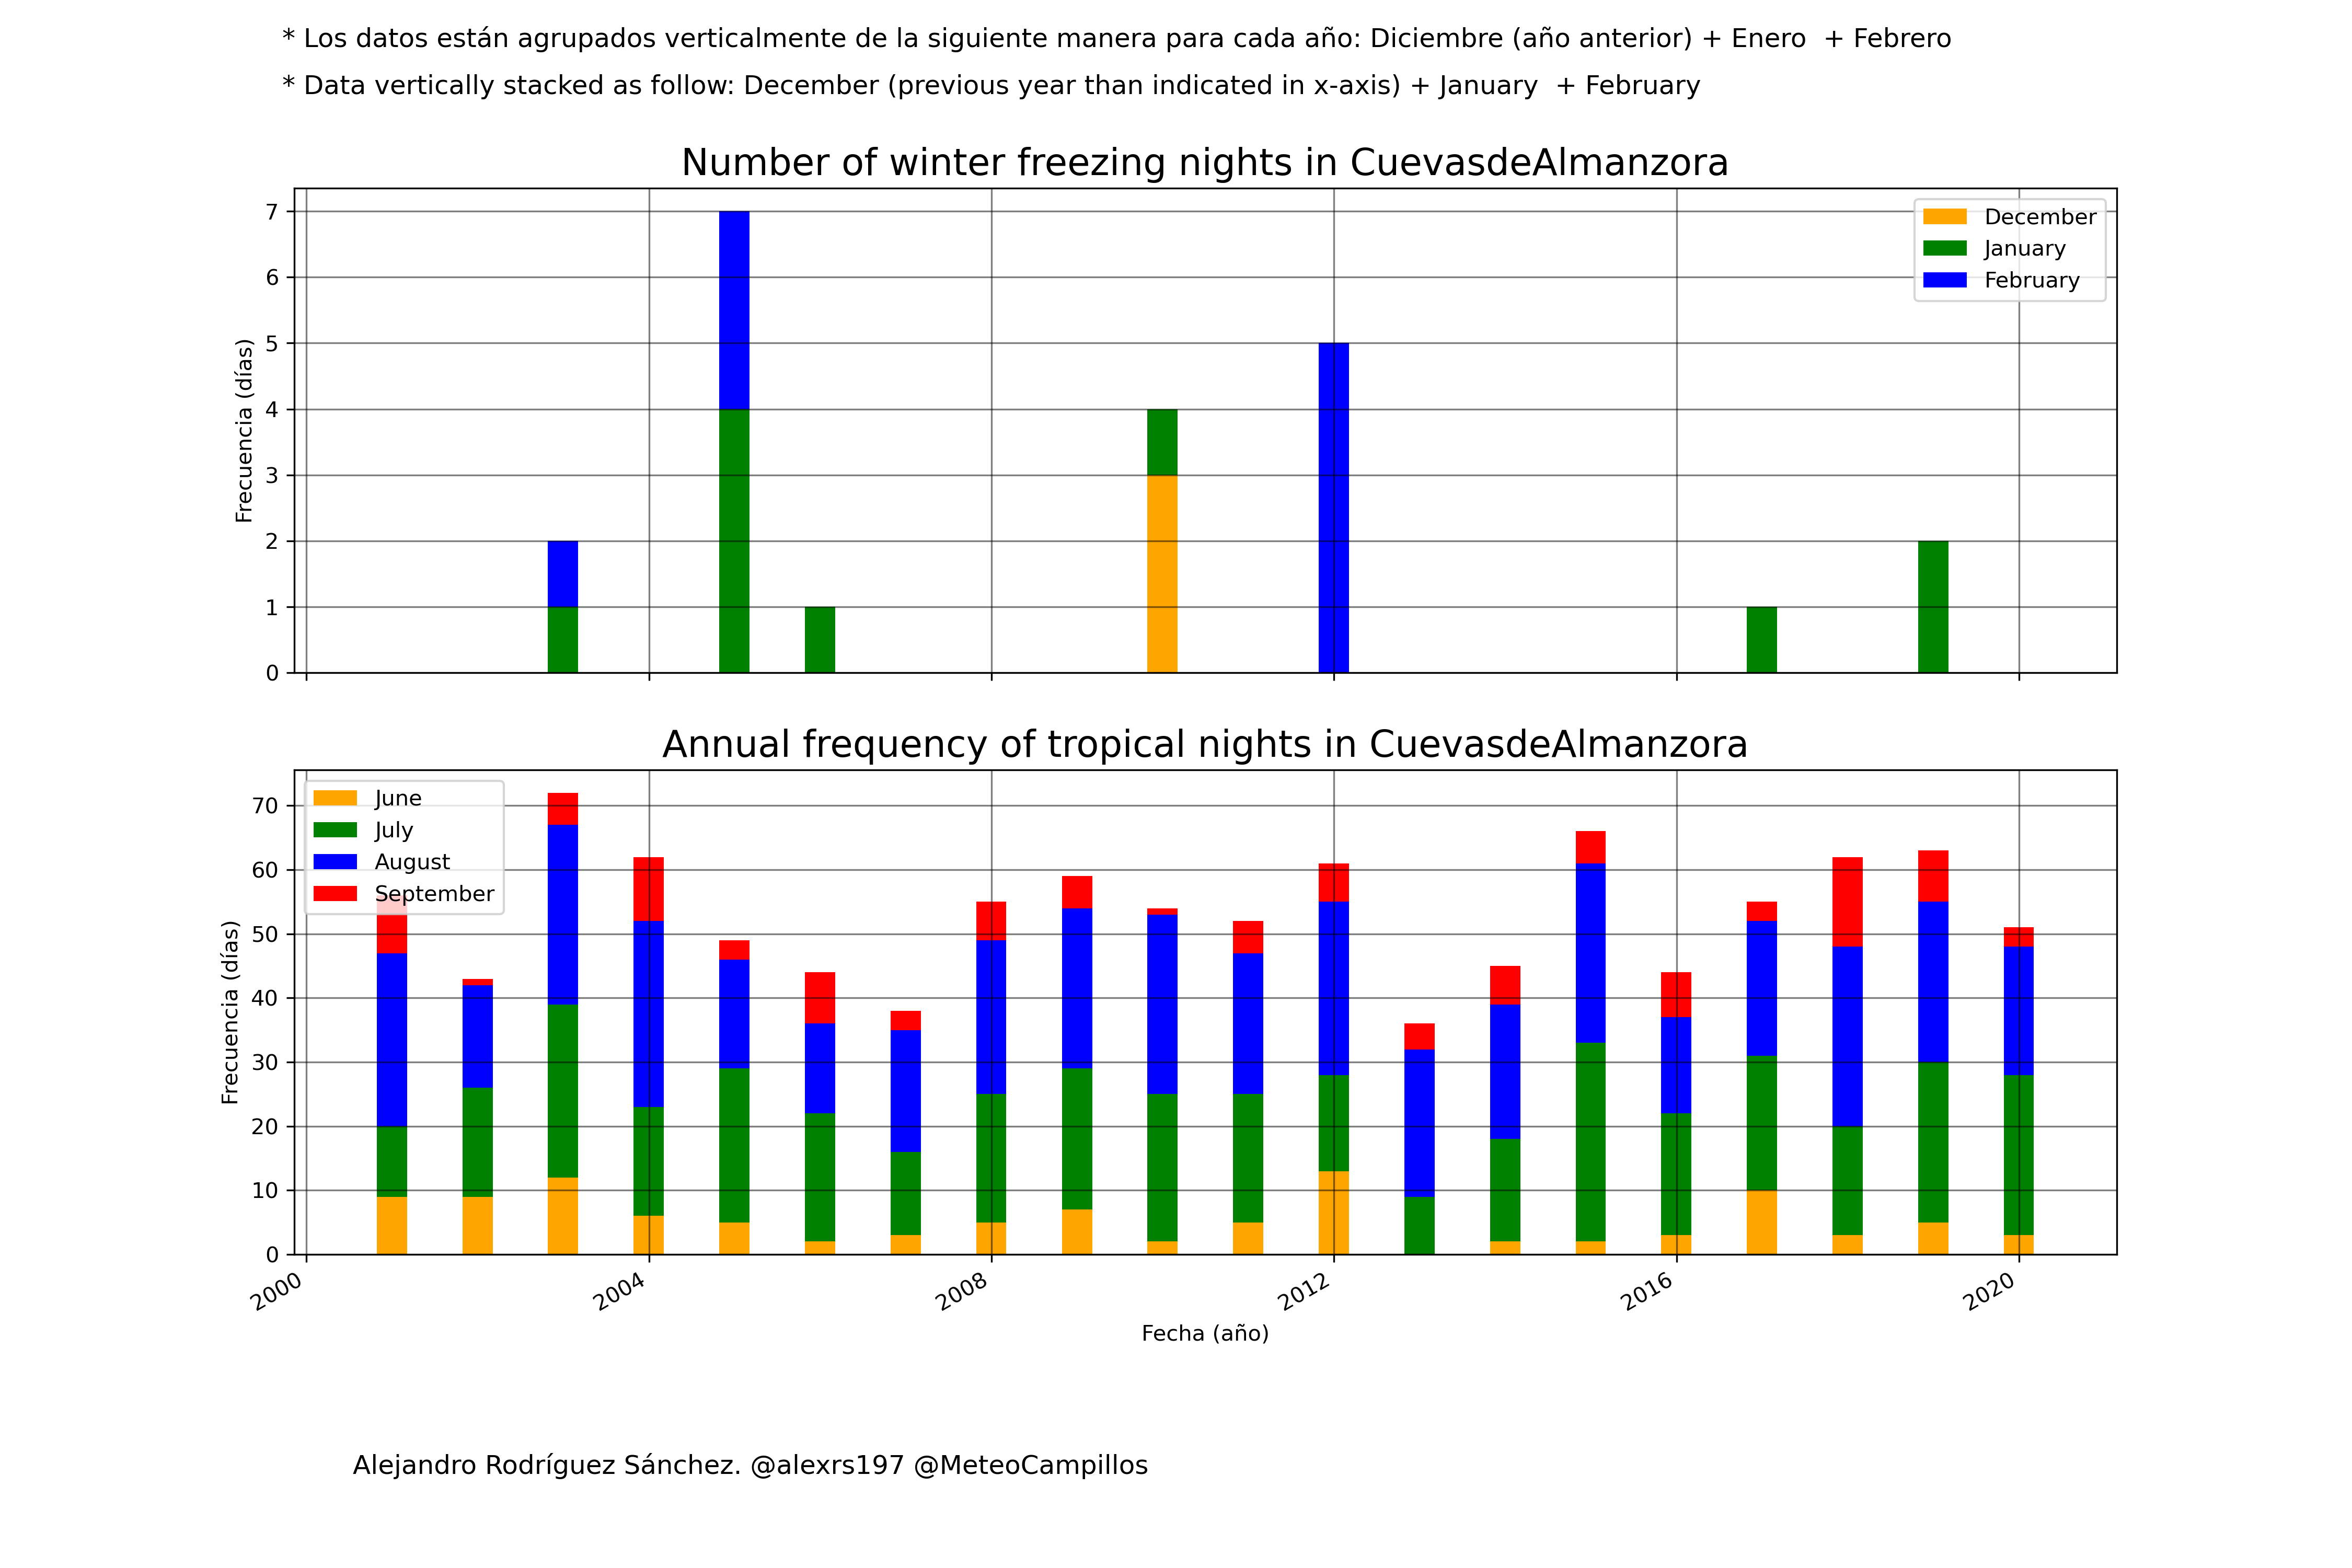 * Los datos están agrupados verticalmente de la siguiente manera para cada año: Diciembre (año anterior) + Enero  + Febrero
* Data vertically stacked as follow: December (previous year than indicated in x-axis) + January  + February
Number of winter freezing nights in CuevasdeAlmanzora
December
January
February
Frecuencia (días)
7
6
5
4
3
2
1
0
Annual frequency of tropical nights in CuevasdeAlmanzora
June
July
August
September
Frecuencia (días)
70
60
50
40
30
20
10
0
2000
2004
2008
2012
2016
2020
Fecha (año)
Alejandro Rodríguez Sánchez. @alexrs197 @MeteoCampillos